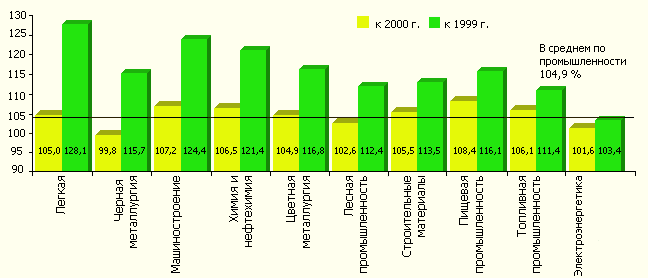 130
125
120
115
110
105
100
95
90
к 2000 г.
к 1999 г.
В среднем по
промышленности
104,9 %
105,0
128,1
99,8
115,7
107,2
124,4
106,5
121,4
104,9
116,8
102,6
112,4
105,5
113,5
108,4
116,1
106,1
111,4
101,6
103,4
Легкая
Черная
металлургия
Машиностроение
Химия и
нефтехимия
Цветная
металлургия
Лесная
промышленность
Строительные
материалы
Пищевая
промышленность
Топливная
промышленность
Электроэнергетика